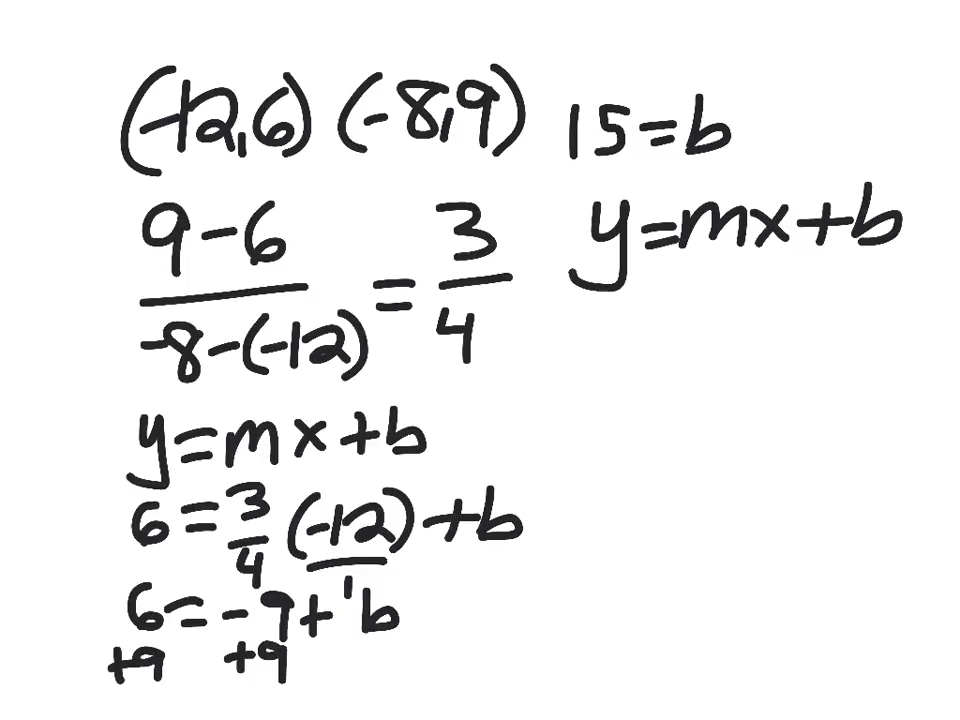 (-12,6) (-8,9)
9-6/-8-(-12) = 3/4
y=mx+b
6=3/4(-12)/1+b
6=-9+b
+9 +9
15=b
y=mx+b